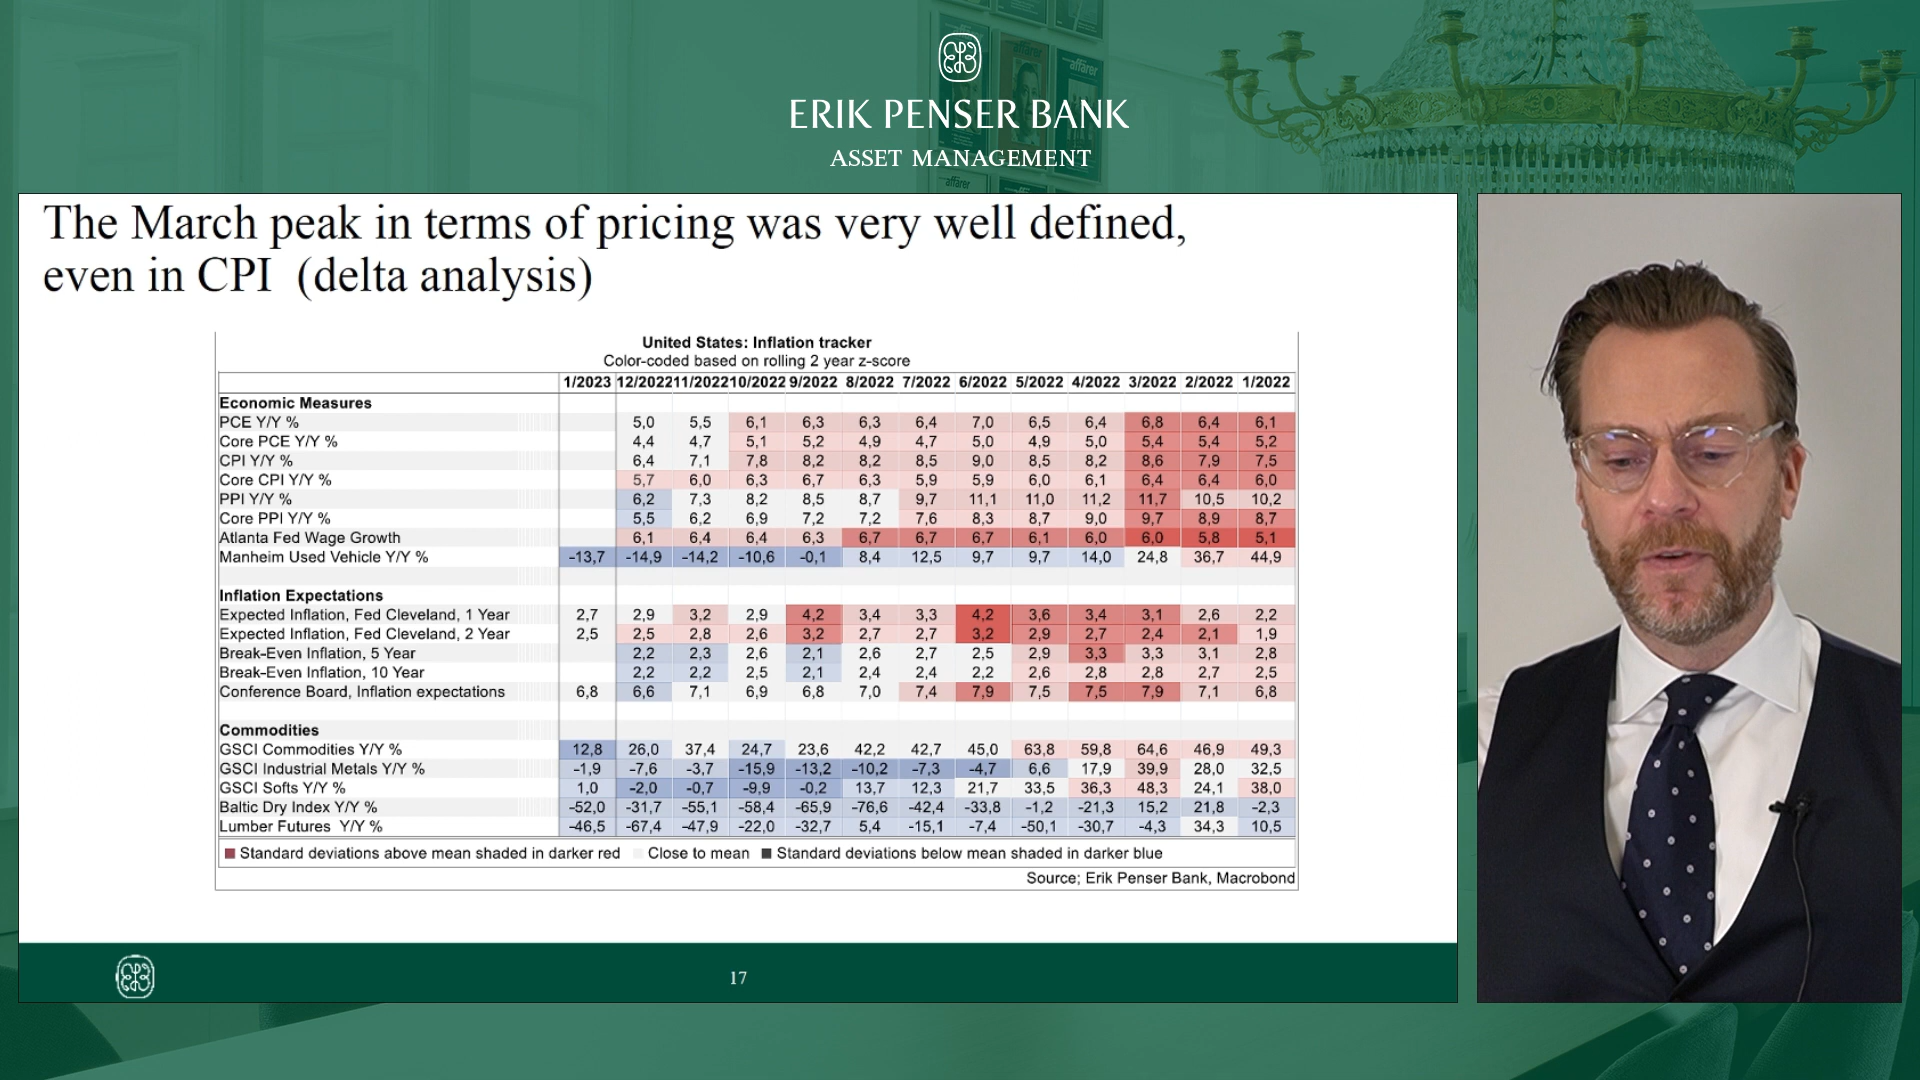 affärer
affärer
affärer
ERIK PENSER BANK
ASSET MANAGEMENT
The March peak in terms of pricing was very well defined,
even in CPI (delta analysis)
United States: Inflation tracker
Color-coded based on rolling 2 year z-score
1/2023 12/2022 11/2022 10/2022 9/2022 8/2022 7/2022 6/2022 5/2022 4/2022 3/2022 2/2022 1/2022
Economic Measures
PCE Y/Y % 5,0 5,5 6,1 6,3 6,3 6,4 7,0 6,5 6,4 6,8 6,4 6,1
Core PCE Y/Y % 4,4 4,7 5,1 5,2 4,9 4,7 5,0 4,9 5,0 5,4 5,4 5,2
CPI Y/Y % 6,4 7,1 7,8 8,2 8,2 8,5 9,0 8,5 8,2 8,6 7,9 7,5
Core CPI Y/Y % 5,7 6,0 6,3 6,7 6,3 5,9 5,9 6,0 6,1 6,4 6,4 6,0
PPI Y/Y % 6,2 7,3 8,2 8,5 8,7 9,7 11,1 11,0 11,2 11,7 10,5 10,2
Core PPI Y/Y % 5,5 6,2 6,9 7,2 7,2 7,6 8,3 8,7 9,0 9,7 8,9 8,7
Atlanta Fed Wage Growth 6,1 6,4 6,4 6,3 6,7 6,7 6,7 6,1 6,0 6,0 5,8 5,1
Manheim Used Vehicle Y/Y % -13,7 -14,9 -14,2 -10,6 -0,1 8,4 12,5 9,7 9,7 14,0 24,8 36,7 44,9
Inflation Expectations
Expected Inflation, Fed Cleveland, 1 Year 2,7 2,9 3,2 2,9 4,2 3,4 3,3 4,2 3,6 3,4 3,1 2,6 2,2
Expected Inflation, Fed Cleveland, 2 Year 2,5 2,5 2,8 2,6 3,2 2,7 2,7 3,2 2,9 2,7 2,4 2,1 1,9
Break-Even Inflation, 5 Year 2,2 2,3 2,6 2,1 2,6 2,7 2,5 2,9 3,3 3,3 3,1 2,8
Break-Even Inflation, 10 Year 2,2 2,2 2,5 2,1 2,4 2,4 2,2 2,6 2,8 2,8 2,7 2,5
Conference Board, Inflation expectations 6,8 6,6 7,1 6,9 6,8 7,0 7,4 7,9 7,5 7,5 7,9 7,1 6,8
Commodities
GSCI Commodities Y/Y % 12,8 26,0 37,4 24,7 23,6 42,2 42,7 45,0 63,8 59,8 64,6 46,9 49,3
GSCI Industrial Metals Y/Y % -1,9 -7,6 -3,7 -15,9 -13,2 -10,2 -7,3 -4,7 6,6 17,9 39,9 28,0 32,5
GSCI Softs Y/Y % 1,0 -2,0 -0,7 -9,9 -0,2 13,7 12,3 21,7 33,5 36,3 48,3 24,1 38,0
Baltic Dry Index Y/Y % -52,0 -31,7 -55,1 -58,4 -65,9 -76,6 -42,4 -33,8 -1,2 -21,3 15,2 21,8 -2,3
Lumber Futures Y/Y % -46,5 -67,4 -47,9 -22,0 -32,7 5,4 -15,1 -7,4 -50,1 -30,7 -4,3 34,3 10,5
Standard deviations above mean shaded in darker red Close to mean Standard deviations below mean shaded in darker blue
Source; Erik Penser Bank, Macrobond
17